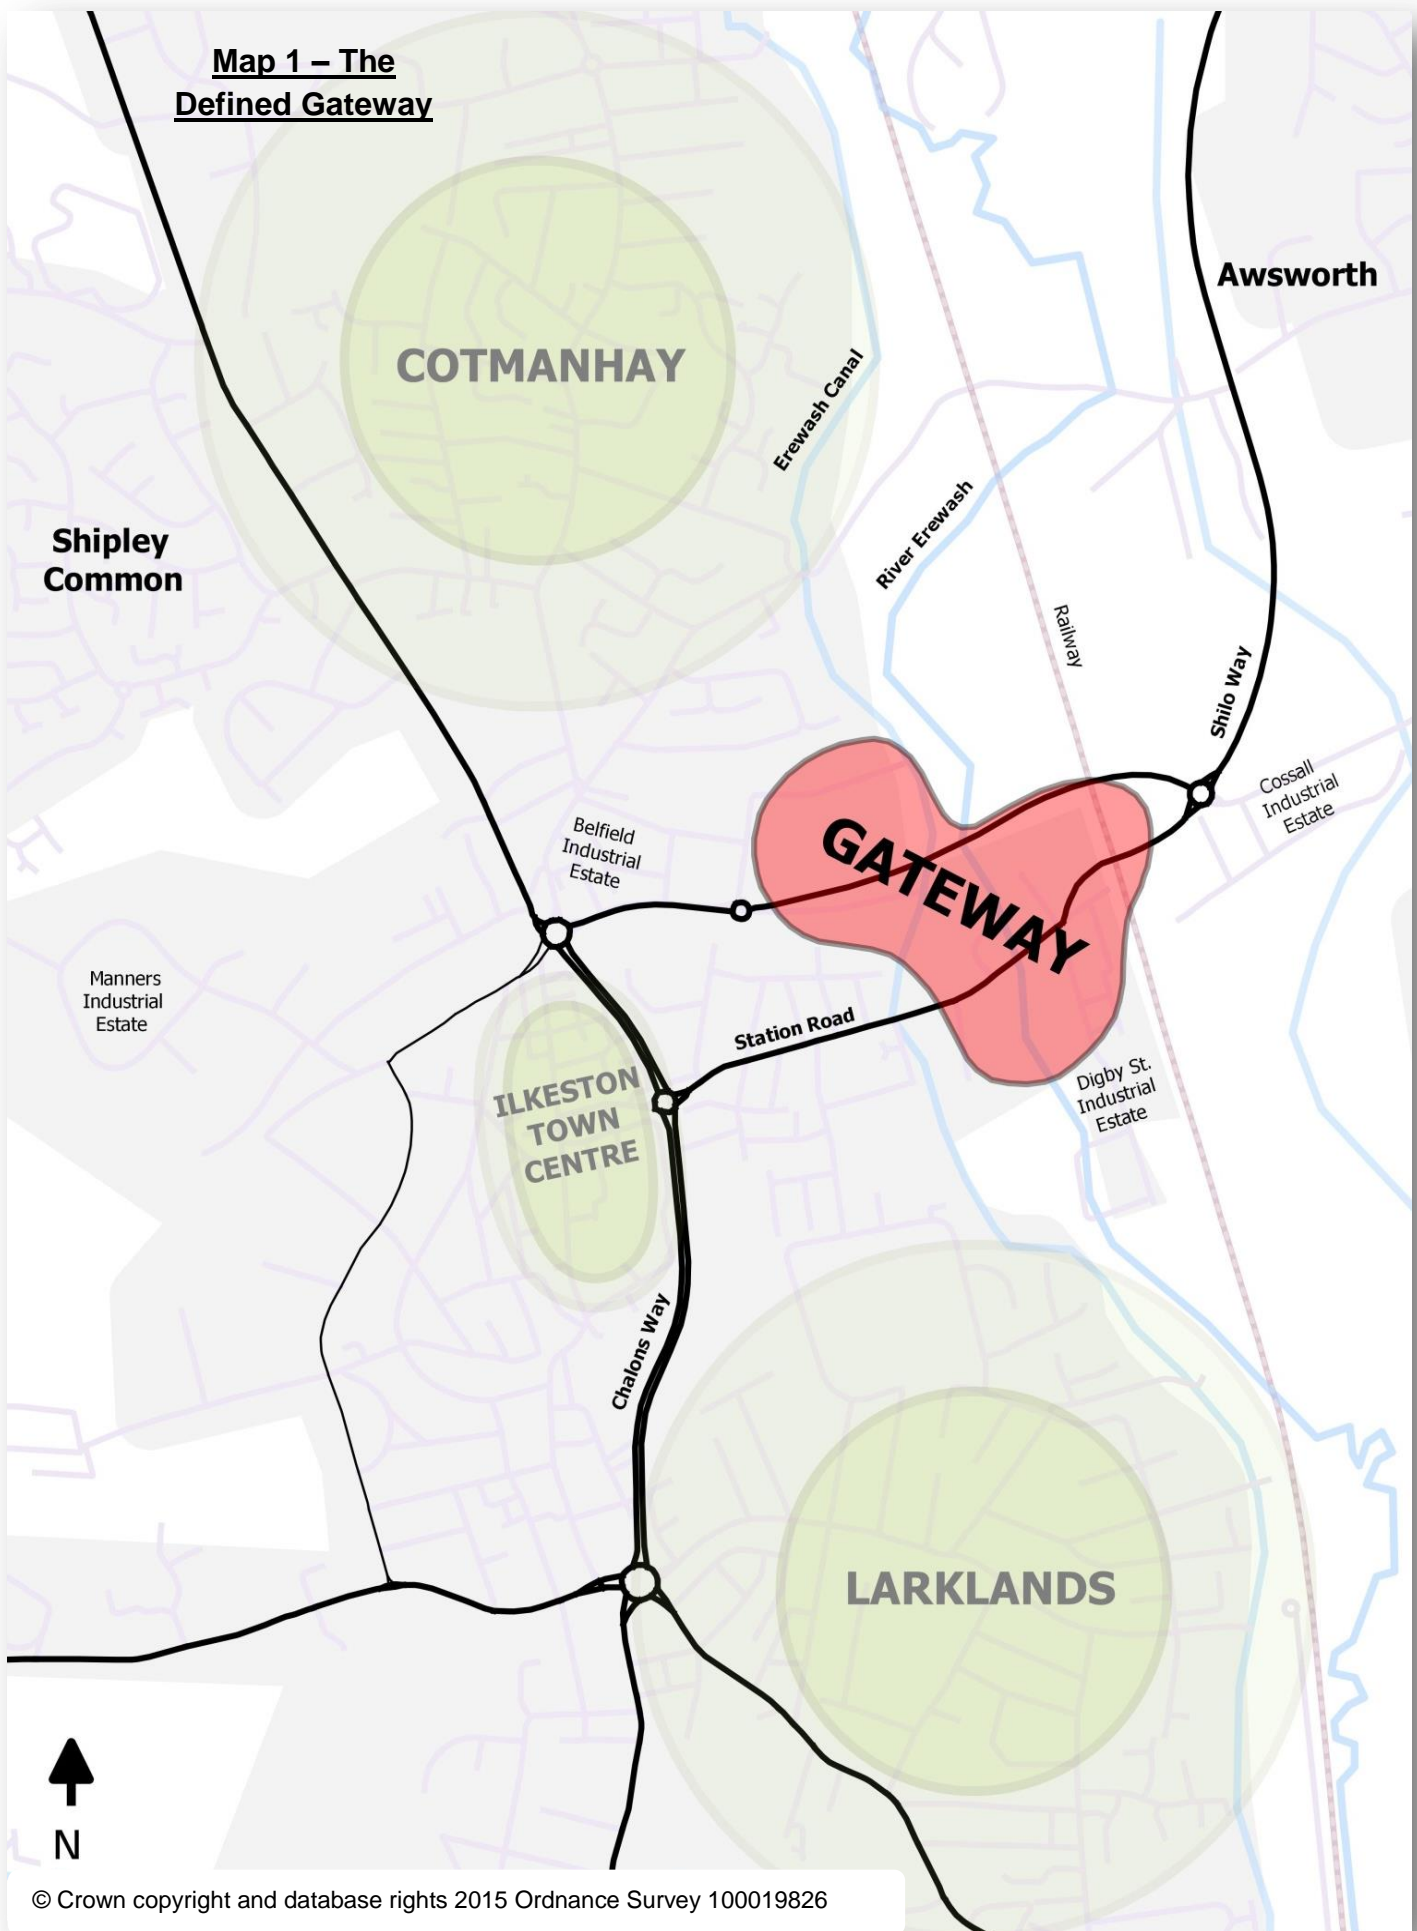 Map 1 – The
Defined Gateway
Awsworth
COTMANHAY
Erewash Canal
River Erewash
Shipley
Common
Railway
Shilo Way
Cossall
Industrial
Estate
Belfield
Industrial
Estate
GATEWAY
Manners
Industrial
Estate
Station Road
Digby St.
Industrial
Estate
ILKESTON
TOWN
CENTRE
Chalons Way
LARKLANDS
N
© Crown copyright and database rights 2015 Ordnance Survey 100019826